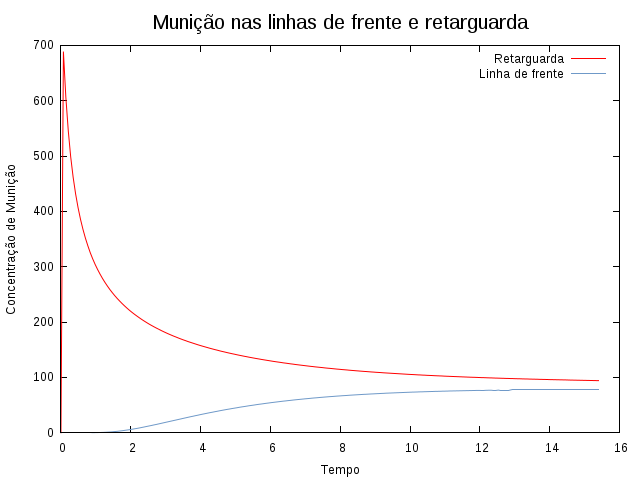 Munição nas linhas de frente e retarguarda
Retarguarda
Linha de frente
Concentração de Munição
700
600
500
400
300
200
100
0
0 2 4 6 8 10 12 14 16
Tempo